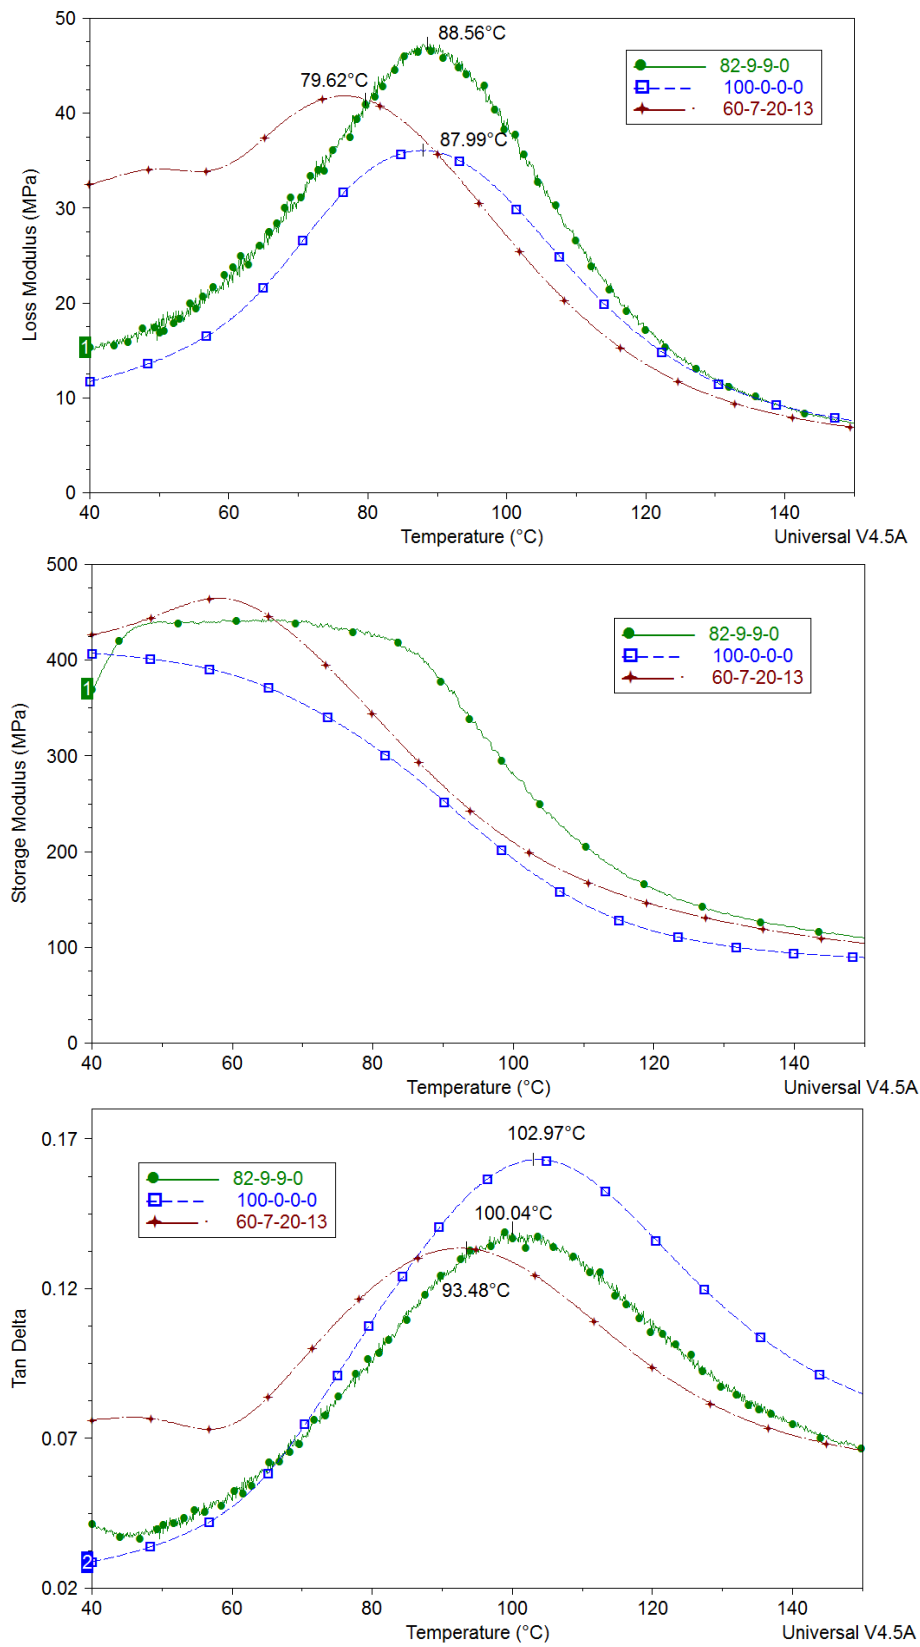 50
40
30
20
10
0
Loss Modulus (MPa)
88.56°C
79.62°C
87.99°C
82-9-9-0
100-0-0-0
60-7-20-13
1
40 60 80 100 120 140
Temperature (°C)
Universal V4.5A
500
400
300
200
100
0
Storage Modulus (MPa)
82-9-9-0
100-0-0-0
60-7-20-13
1
40 60 80 100 120 140
Temperature (°C)
Universal V4.5A
0.17
0.12
0.07
0.02
Tan Delta
102.97°C
82-9-9-0
100-0-0-0
60-7-20-13
100.04°C
93.48°C
2
40 60 80 100 120 140
Temperature (°C)
Universal V4.5A